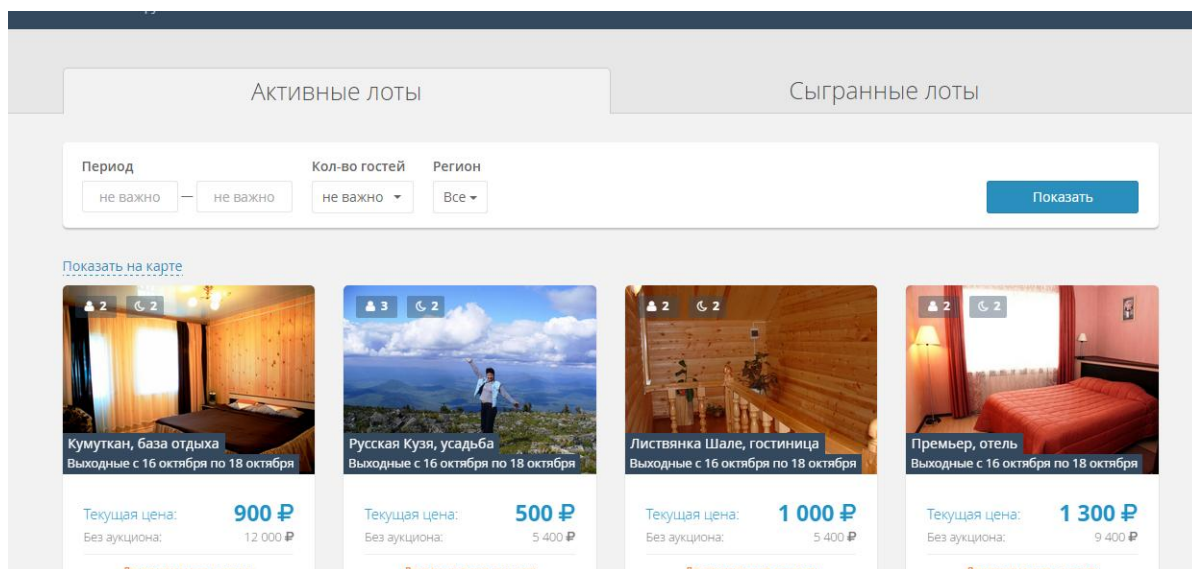 Активные лоты
Сыгранные лоты
Период Кол-во гостей Регион
не важно — не важно не важно Все Показать
Показать на карте
2 2
3 2
2 2
2 2
Кумуткан, база отдыха
Выходные с 16 октября по 18 октября
Русская Кузя, усадьба
Выходные с 16 октября по 18 октября
Листвянка Шале, гостиница
Выходные с 16 октября по 18 октября
Премьер, отель
Выходные с 16 октября по 18 октября
Текущая цена: 900 ₽
Без аукциона: 12 000 ₽
Текущая цена: 500 ₽
Без аукциона: 5 400 ₽
Текущая цена: 1 000 ₽
Без аукциона: 5 400 ₽
Текущая цена: 1 300 ₽
Без аукциона: 9 400 ₽